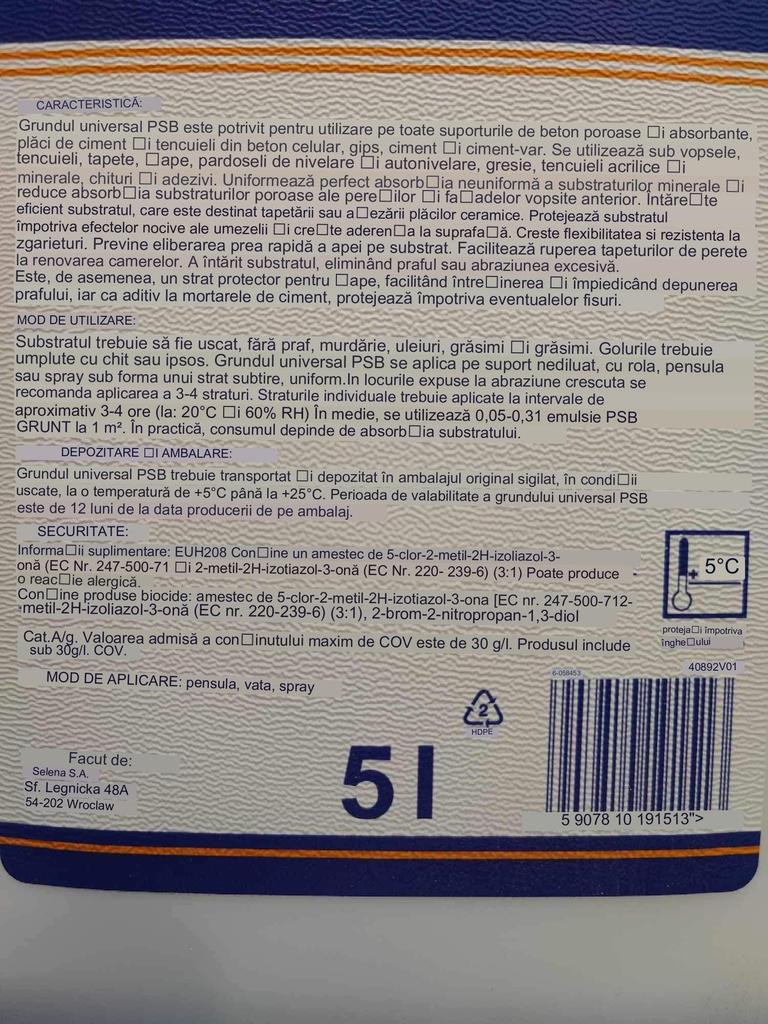 CARACTERISTICĂ:
Grundul universal PSB este potrivit pentru utilizare pe toate suporturile de beton poroase □i absorbante,
plăci de ciment □i tencuieli din beton celular, gips, ciment □i ciment-var. Se utilizează sub vopsele,
tencuieli, tapete, □ape, pardoseli de nivelare □i autonivelare, gresie, tencuieli acrilice □i
minerale, chituri □i adezivi. Uniformează perfect absorb□ia neuniformă a substraturilor minerale □i
reduce absorb□ia substraturilor poroase ale pere□ilor □i fa□adelor vopsite anterior. Întăre□te
eficient substratul, care este destinat tapetării sau a□ezării plăcilor ceramice. Protejează substratul
împotriva efectelor nocive ale umezelii □i cre□te aderen□a la suprafa□ă. Creste flexibilitatea si rezistenta la
zgarieturi. Previne eliberarea prea rapidă a apei pe substrat. Facilitează ruperea tapeturilor de perete
la renovarea camerelor. A întărit substratul, eliminând praful sau abraziunea excesivă.
Este, de asemenea, un strat protector pentru □ape, facilitând între□inerea □i împiedicând depunerea
prafului, iar ca aditiv la mortarele de ciment, protejează împotriva eventualelor fisuri.
MOD DE UTILIZARE:
Substratul trebuie să fie uscat, fără praf, murdărie, uleiuri, grăsimi □i grăsimi. Golurile trebuie
umplute cu chit sau ipsos. Grundul universal PSB se aplica pe suport nediluat, cu rola, pensula
sau spray sub forma unui strat subtire, uniform.In locurile expuse la abraziune crescuta se
recomanda aplicarea a 3-4 straturi. Straturile individuale trebuie aplicate la intervale de
aproximativ 3-4 ore (la: 20°C □i 60% RH) În medie, se utilizează 0,05-0,31 emulsie PSB
GRUNT la 1 m². În practică, consumul depinde de absorb□ia substratului.
DEPOZITARE □I AMBALARE:
Grundul universal PSB trebuie transportat □i depozitat în ambalajul original sigilat, în condi□ii
uscate, la o temperatură de +5°C până la +25°C. Perioada de valabilitate a grundului universal PSB
este de 12 luni de la data producerii de pe ambalaj.
SECURITATE:
Informa□ii suplimentare: EUH208 Con□ine un amestec de 5-clor-2-metil-2H-izoliazol-3-
onă (EC Nr. 247-500-71 □i 2-metil-2H-izotiazol-3-onă (EC Nr. 220- 239-6) (3:1) Poate produce
o reac□ie alergică.
Con□ine produse biocide: amestec de 5-clor-2-metil-2H-izotiazol-3-ona [EC nr. 247-500-712-
-metil-2H-izoliazol-3-onă (EC nr. 220-239-6) (3:1), 2-brom-2-nitropropan-1,3-diol
+ 5°C
proteja□i împotriva
înghe□ului
Cat.A/g. Valoarea admisă a con□inutului maxim de COV este de 30 g/l. Produsul include
sub 30g/l. COV.
40892V01
6-058453
MOD DE APLICARE: pensula, vata, spray
2
HDPE
5l
Facut de:
Selena S.A.
Sf. Legnicka 48A
54-202 Wroclaw
5 9078 10 191513">